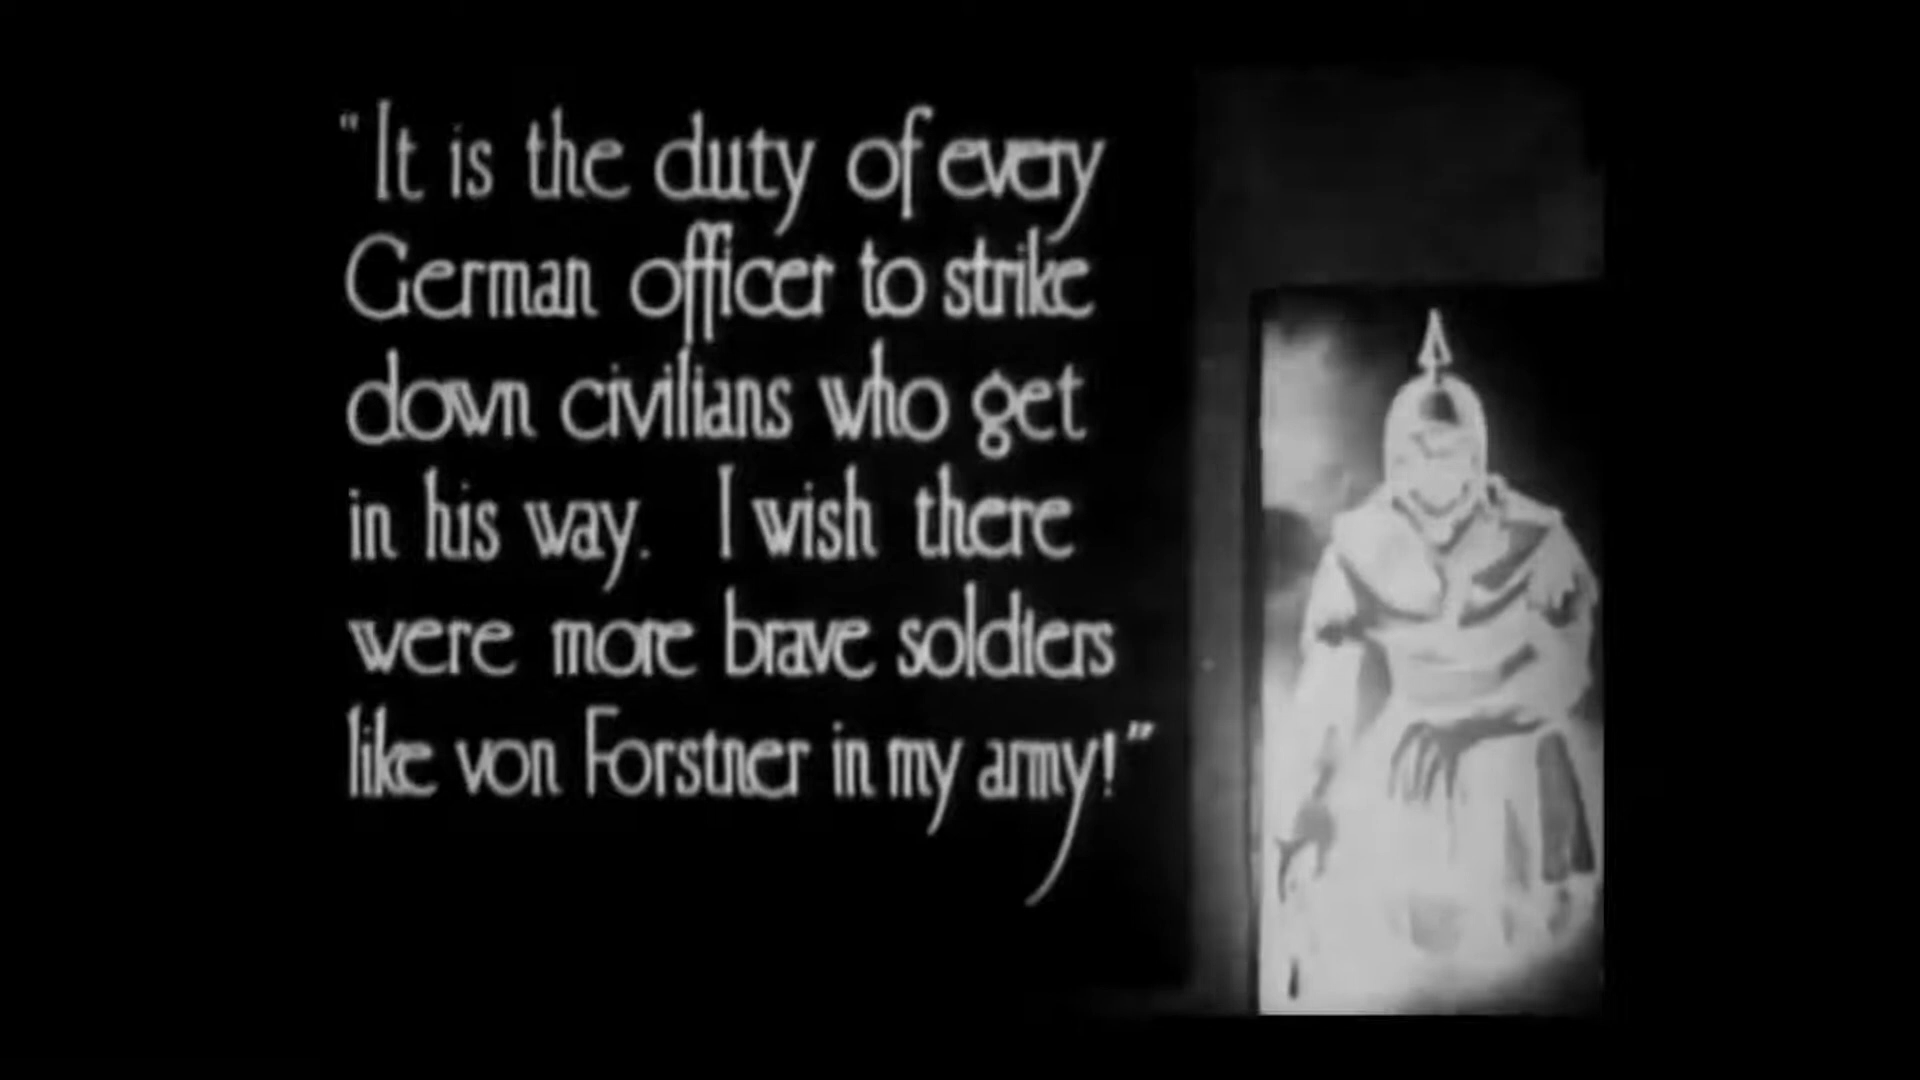 "It is the duty of every
German officer to strike
down civilians who get
in his way. I wish there
were more brave soldiers
like von Forstner in my army!"